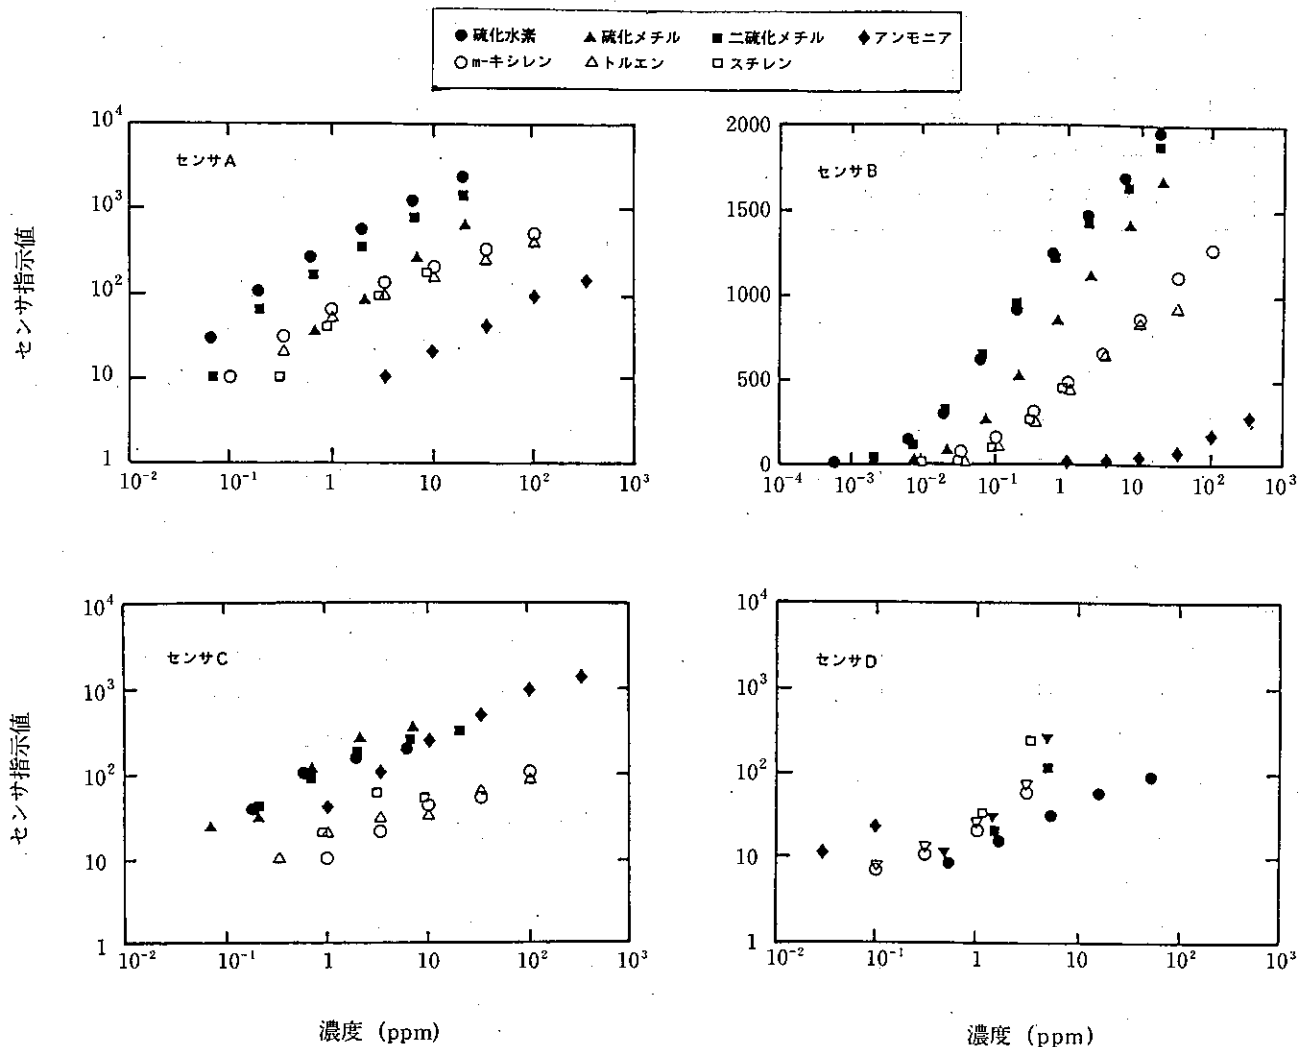 ● 硫化水素 ▲ 硫化メチル ■ 二硫化メチル ◆ アンモニア
○ m-キシレン △ トルエン □ スチレン
センサ指示値
10⁴
10³
10²
10
1
センサA
10⁻² 10⁻¹ 1 10 10² 10³
2000
1500
1000
500
0
センサB
10⁻⁴ 10⁻³ 10⁻² 10⁻¹ 1 10 10² 10³
センサ指示値
10⁴
10³
10²
10
1
センサC
10⁻² 10⁻¹ 1 10 10² 10³
濃度 (ppm)
10⁴
10³
10²
10
1
センサD
10⁻² 10⁻¹ 1 10 10² 10³
濃度 (ppm)